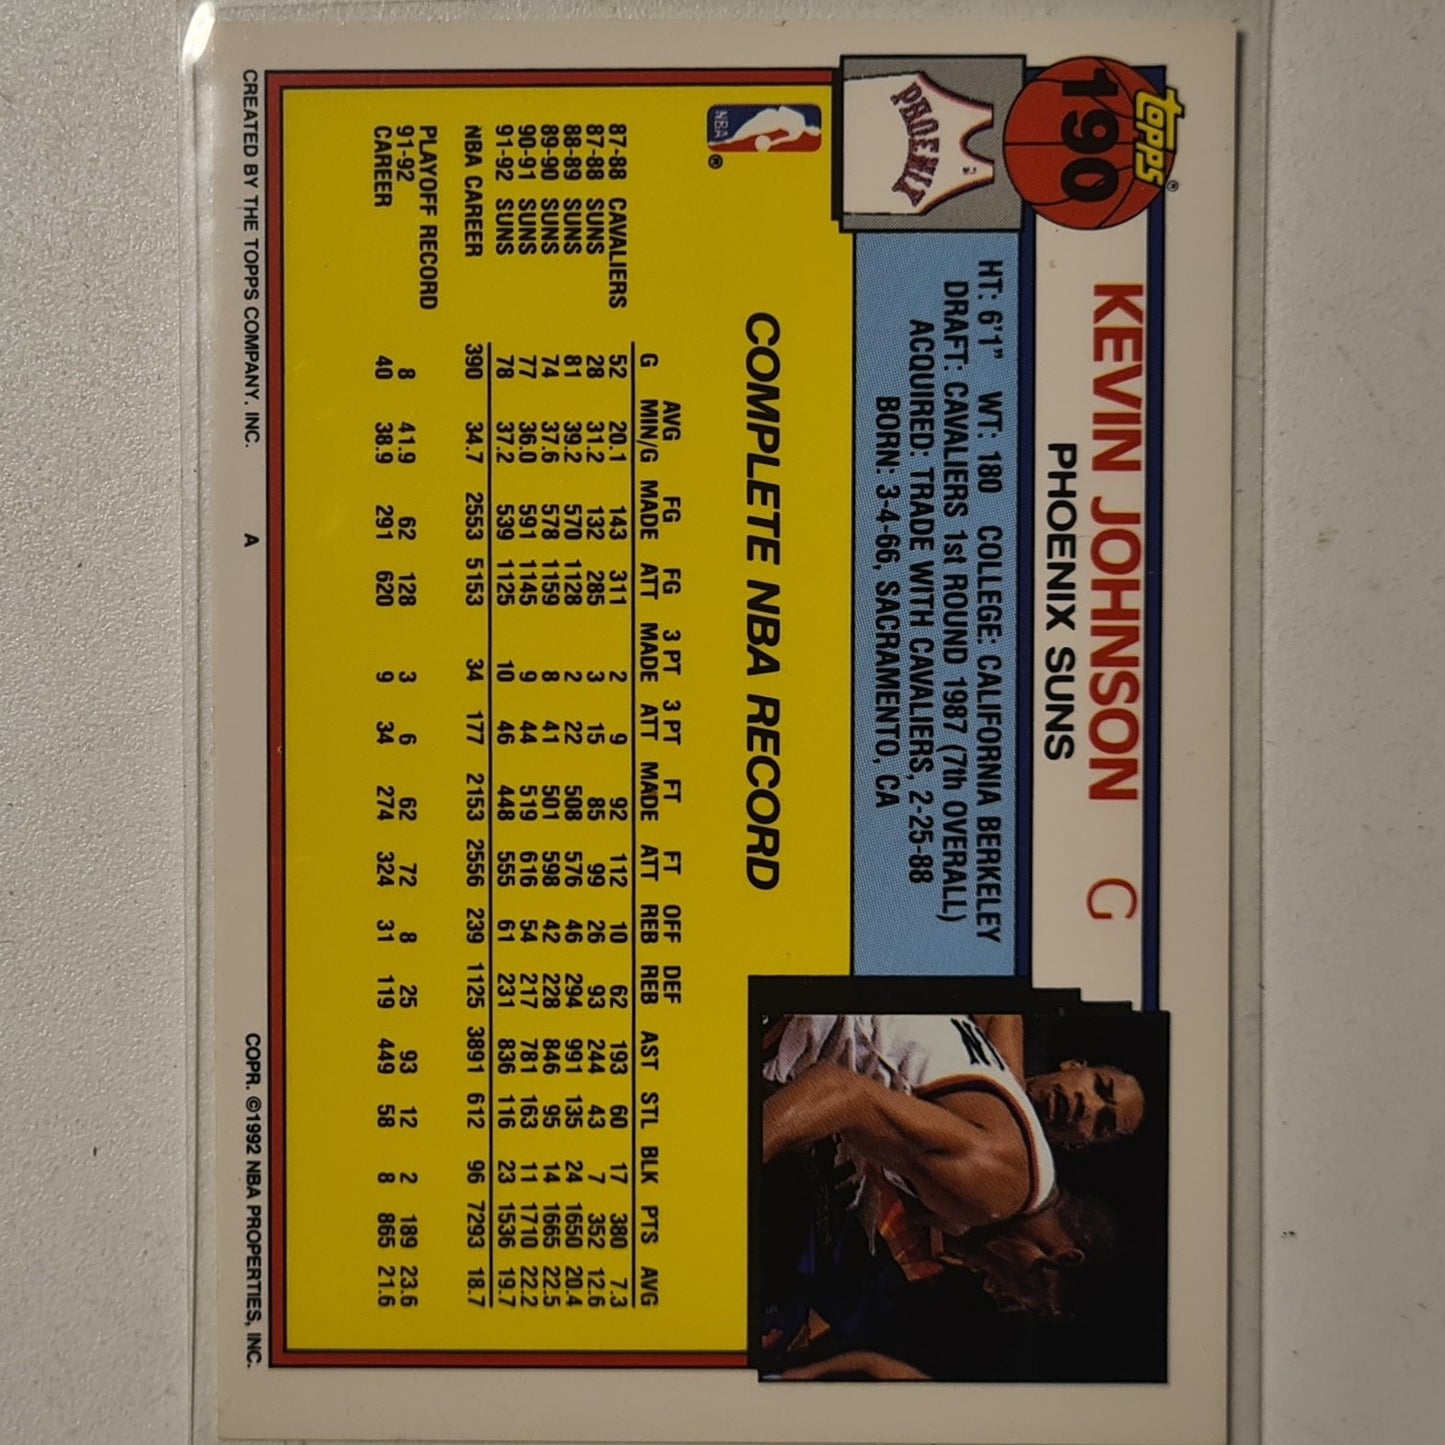 topps®
190
KEVIN JOHNSON G
PHOENIX SUNS
PHOENIX
HT: 6'1" WT: 180 COLLEGE: CALIFORNIA BERKELEY
DRAFT: CAVALIERS 1st ROUND 1987 (7th OVERALL)
ACQUIRED: TRADE WITH CAVALIERS, 2-25-88
BORN: 3-4-66, SACRAMENTO, CA
NBA ®
COMPLETE NBA RECORD
AVG FG FG 3 PT 3 PT FT FT OFF DEF
G MIN/G MADE ATT MADE ATT MADE ATT REB REB AST STL BLK PTS AVG
87-88 CAVALIERS 52 20.1 143 311 2 9 92 112 10 62 193 60 17 380 7.3
87-88 SUNS 28 31.2 132 285 3 15 85 99 26 93 244 43 7 352 12.6
88-89 SUNS 81 39.2 570 1128 2 22 508 576 46 294 991 135 24 1650 20.4
89-90 SUNS 74 37.6 578 1159 8 41 501 598 42 228 846 95 14 1665 22.5
90-91 SUNS 77 36.0 591 1145 9 44 519 616 54 217 781 163 11 1710 22.2
91-92 SUNS 78 37.2 539 1125 10 46 448 555 61 231 836 116 23 1536 19.7
NBA CAREER 390 34.7 2553 5153 34 177 2153 2556 239 1125 3891 612 96 7293 18.7
PLAYOFF RECORD
91-92 8 41.9 62 128 3 6 62 72 8 25 93 12 2 189 23.6
CAREER 40 38.9 291 620 9 34 274 324 31 119 449 58 8 865 21.6
CREATED BY THE TOPPS COMPANY, INC. A COPR. ©1992 NBA PROPERTIES, INC.